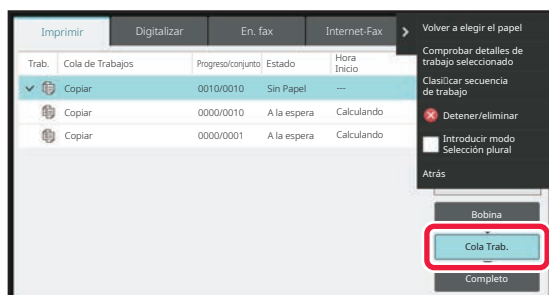 Imprimir Digitalizar En. fax Internet-Fax
Trab. Cola de Trabajos Progreso/conjunto Estado Hora Inicio
Copiar 0010/0010 Sin Papel ---
Copiar 0000/0010 A la espera Calculando
Copiar 0000/0001 A la espera Calculando
Volver a elegir el papel
Comprobar detalles de
trabajo seleccionado
Clasi�car secuencia
de trabajo
Detener/eliminar
Introducir modo
Selección plural
Atrás
Bobina
Cola Trab.
Completo